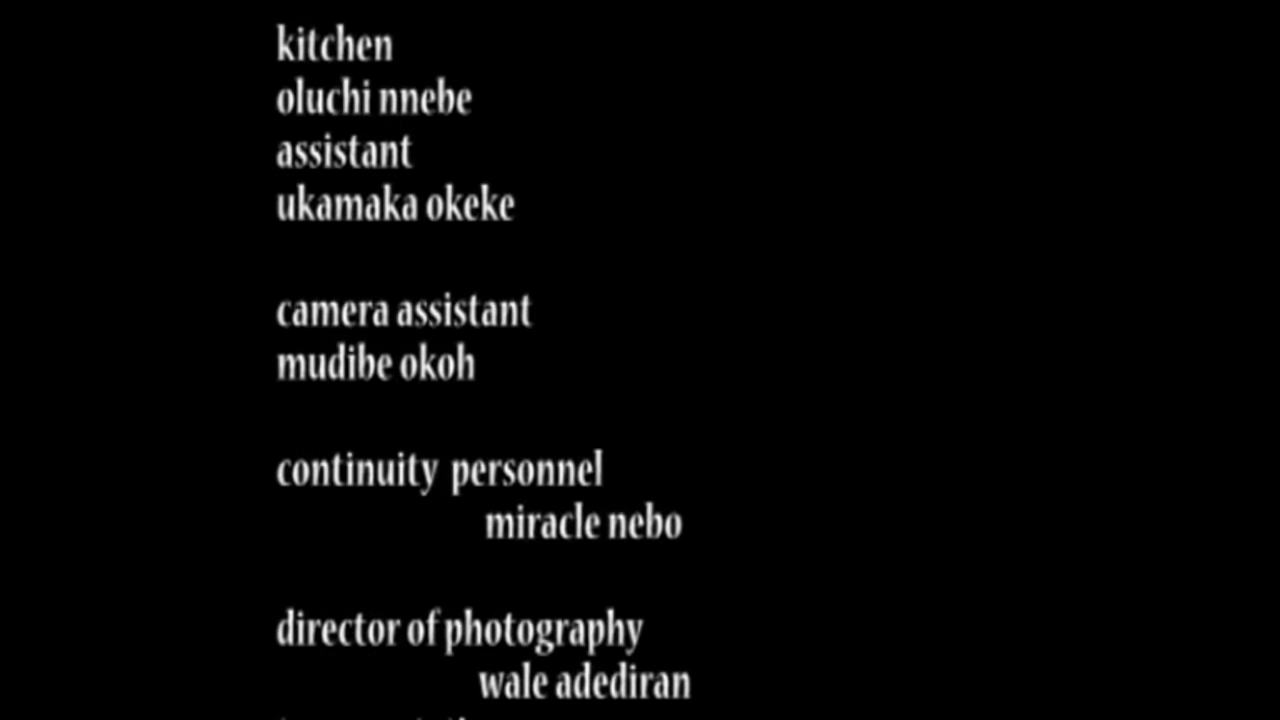 kitchen
oluchi nnebe
assistant
ukamaka okeke
camera assistant
mudibe okoh
continuity personnel
miracle nebo
director of photography
wale adediran